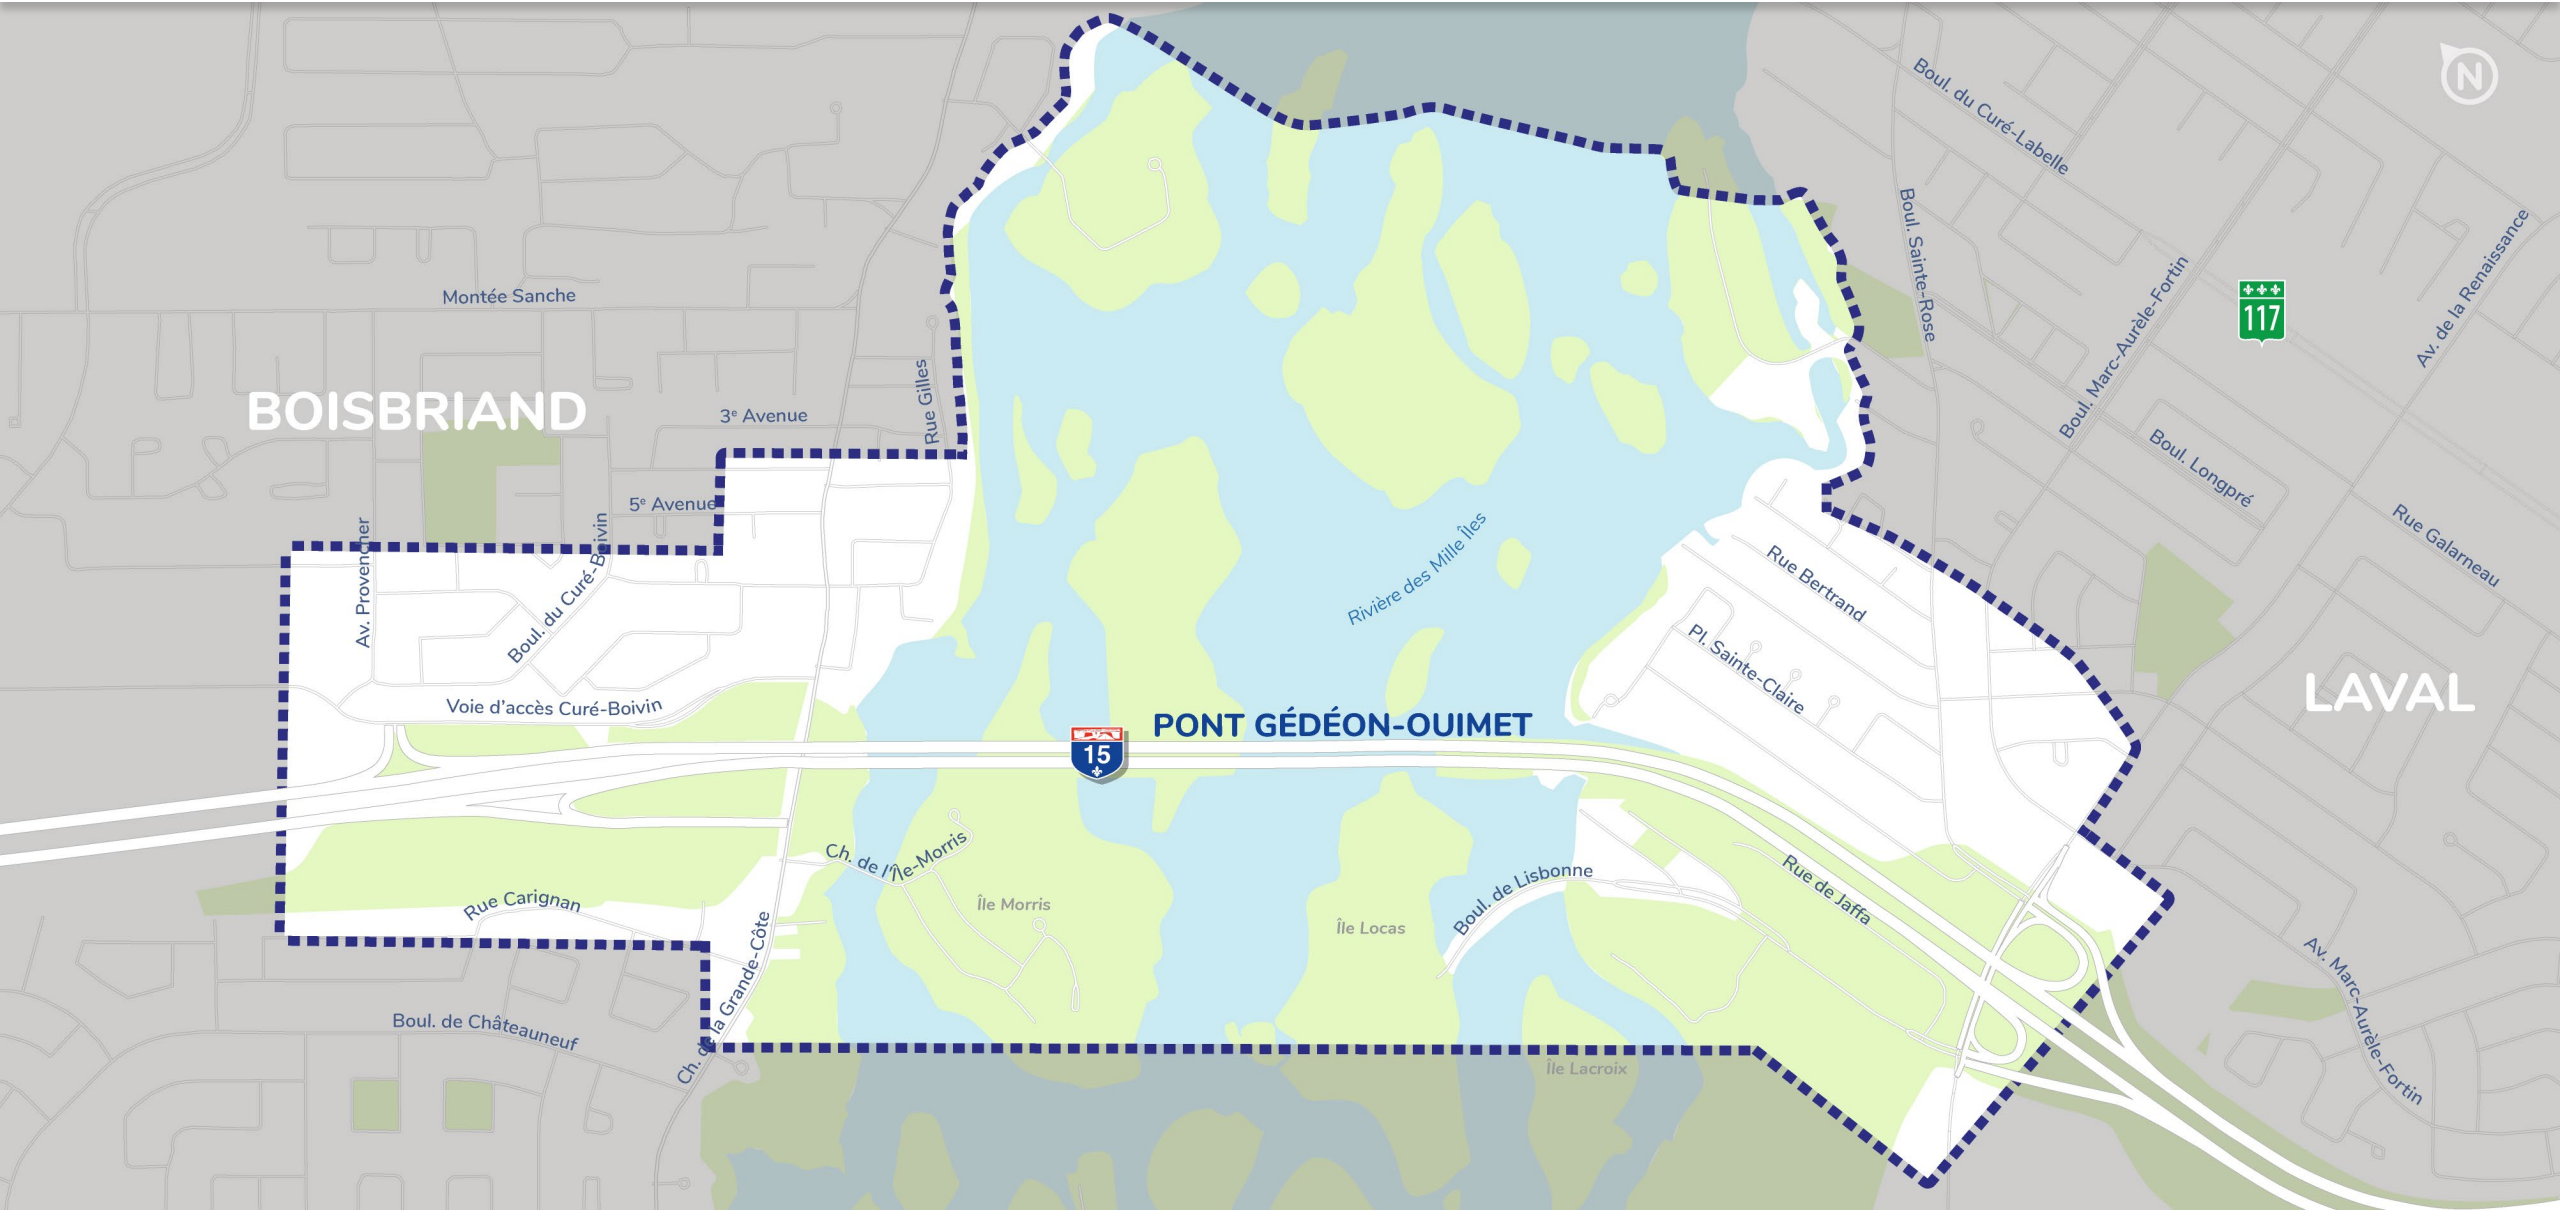 N
Boul. du Curé-Labelle
Boul. Sainte-Rose
Av. de la Renaissance
Boul. Marc-Aurèle-Fortin
117
Montée Sanche
BOISBRIAND
3e Avenue
Rue Gilles
5e Avenue
Boul. Longpré
Rue Galarneau
Av. Provencher
Boul. du Curé-Boivin
Rivière des Mille Îles
Rue Bertrand
Pl. Sainte-Claire
LAVAL
Voie d'accès Curé-Boivin
PONT GÉDÉON-OUIMET
15
Ch. de l'Île-Morris
Île Morris
Île Locas
Boul. de Lisbonne
Rue de Jaffa
Rue Carignan
Ch. de la Grande-Côte
Boul. de Châteauneuf
Île Lacroix
Av. Marc-Aurèle-Fortin